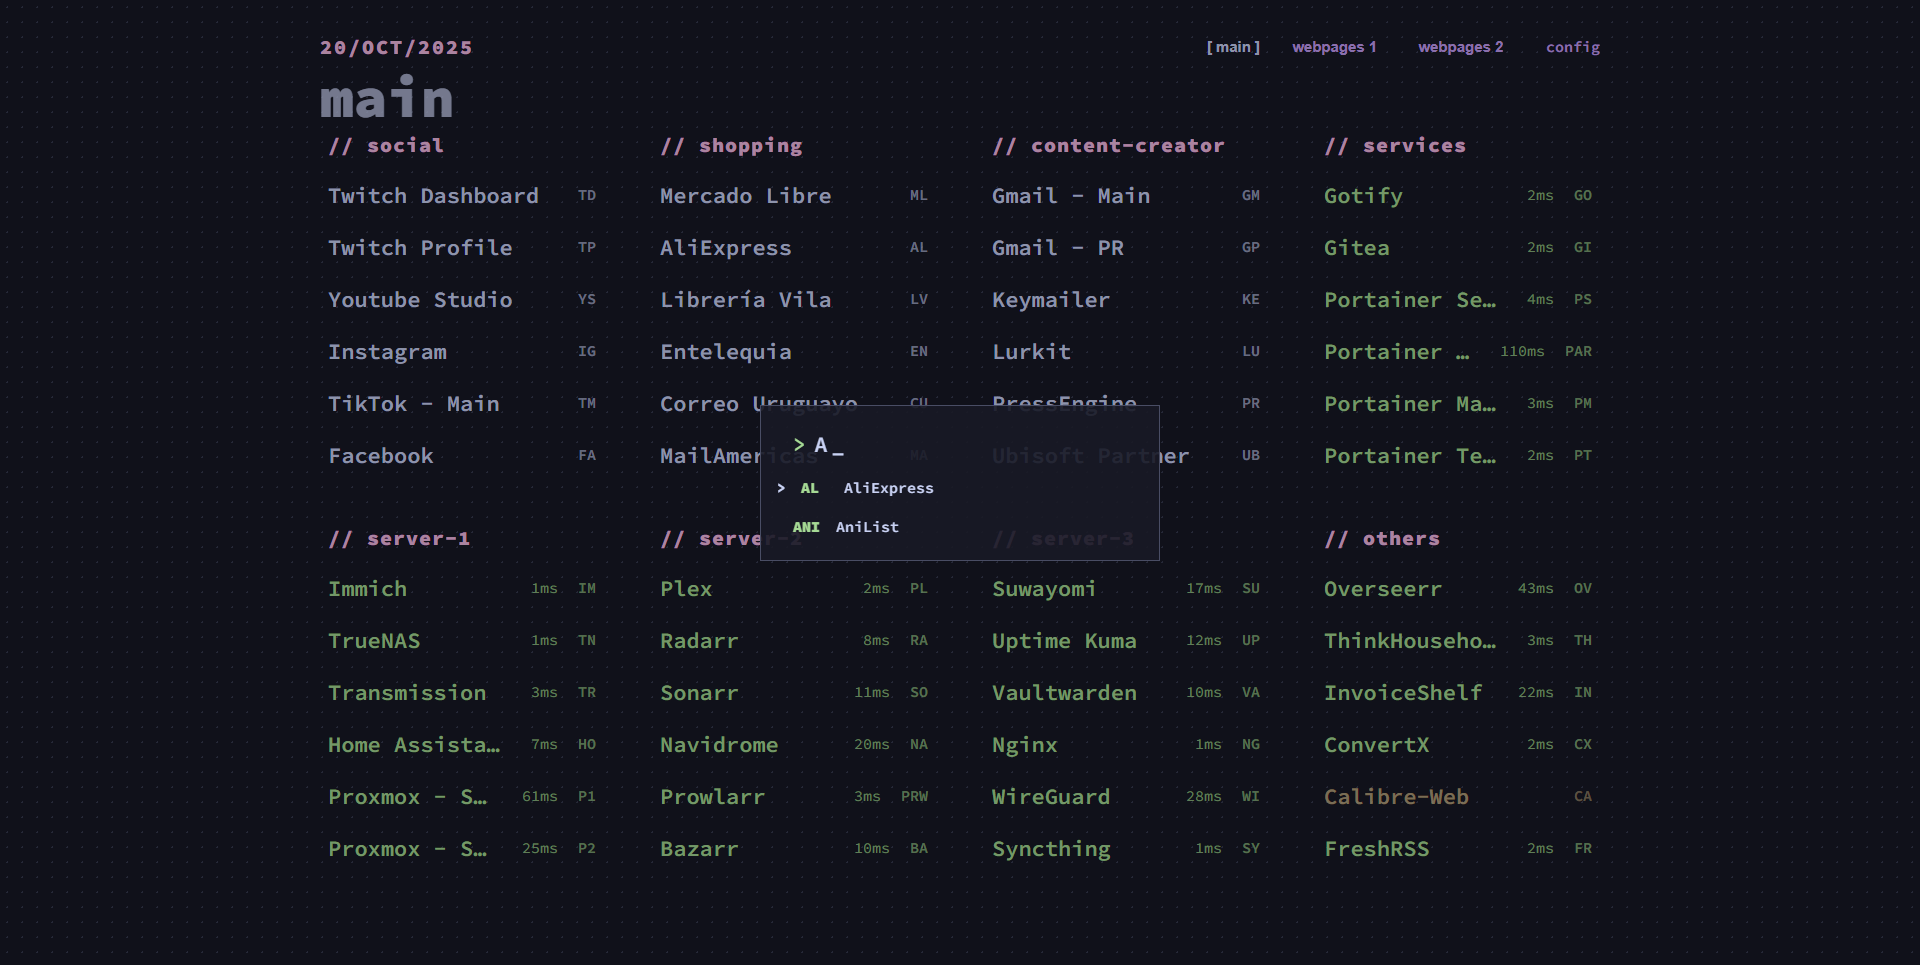 20/OCT/2025
[ main ] webpages 1 webpages 2 config
main
// social
Twitch Dashboard TD
Twitch Profile TP
Youtube Studio YS
Instagram IG
TikTok - Main TM
Facebook FA
// shopping
Mercado Libre ML
AliExpress AL
Librería Vila LV
Entelequia EN
Correo Uruguayo CU
MailAmericas MA
// content-creator
Gmail - Main GM
Gmail - PR GP
Keymailer KE
Lurkit LU
PressEngine PR
Ubisoft Partner UB
// services
Gotify 2ms GO
Gitea 2ms GI
Portainer Se… 4ms PS
Portainer … 110ms PAR
Portainer Ma… 3ms PM
Portainer Te… 2ms PT
> A_
> AL AliExpress
ANI AniList
// server-1
Immich 1ms IM
TrueNAS 1ms TN
Transmission 3ms TR
Home Assista… 7ms HO
Proxmox - S… 61ms P1
Proxmox - S… 25ms P2
// server-2
Plex 2ms PL
Radarr 8ms RA
Sonarr 11ms SO
Navidrome 20ms NA
Prowlarr 3ms PRW
Bazarr 10ms BA
// server-3
Suwayomi 17ms SU
Uptime Kuma 12ms UP
Vaultwarden 10ms VA
Nginx 1ms NG
WireGuard 28ms WI
Syncthing 1ms SY
// others
Overseerr 43ms OV
ThinkHouseho… 3ms TH
InvoiceShelf 22ms IN
ConvertX 2ms CX
Calibre-Web CA
FreshRSS 2ms FR